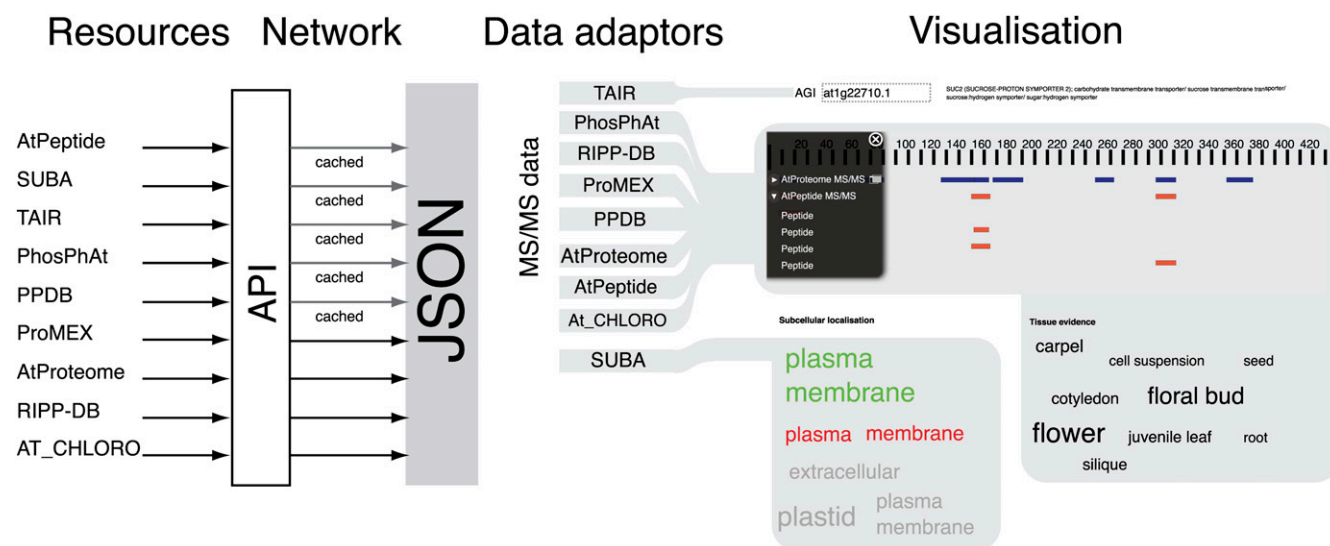 Resources Network Data adaptors Visualisation
AtPeptide
SUBA
TAIR
PhosPhAt
PPDB
ProMEX
AtProteome
RIPP-DB
AT_CHLORO
API
cached
cached
cached
cached
cached
JSON
MS/MS data
TAIR
PhosPhAt
RIPP-DB
ProMEX
PPDB
AtProteome
AtPeptide
At_CHLORO
SUBA
AGI at1g22710.1
SUC2 (SUCROSE-PROTON SYMPORTER 2); carbohydrate transmembrane transporter/ sucrose transmembrane transporter/
sucrose:hydrogen symporter/ sugar:hydrogen symporter
20 40 60 80 100 120 140 160 180 200 220 240 260 280 300 320 340 360 380 400 420
AtProteome MS/MS
AtPeptide MS/MS
Peptide
Peptide
Peptide
Peptide
Subcellular localisation
plasma
membrane
plasma membrane
extracellular
plastid plasma
membrane
Tissue evidence
carpel
cell suspension seed
cotyledon floral bud
flower juvenile leaf root
silique